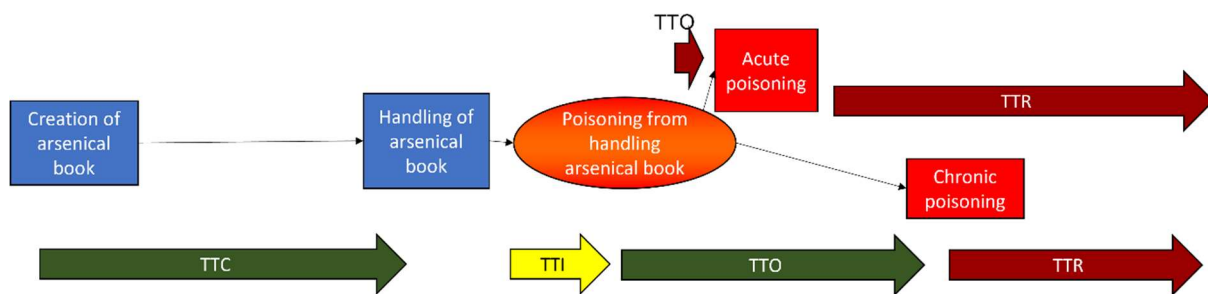 TTO
Acute
poisoning
TTR
Creation of
arsenical
book
Handling of
arsenical
book
Poisoning from
handling
arsenical book
Chronic
poisoning
TTC
TTI
TTO
TTR